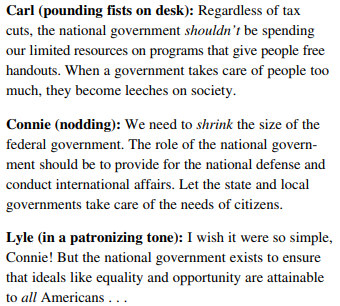 Carl (pounding fists on desk): Regardless of tax
cuts, the national government shouldn't be spending
our limited resources on programs that give people free
handouts. When a government takes care of people too
much, they become leeches on society.
Connie (nodding): We need to shrink the size of the
federal government. The role of the national govern-
ment should be to provide for the national defense and
conduct international affairs. Let the state and local
governments take care of the needs of citizens.
Lyle (in a patronizing tone): I wish it were so simple,
Connie! But the national government exists to ensure
that ideals like equality and opportunity are attainable
to all Americans . . .